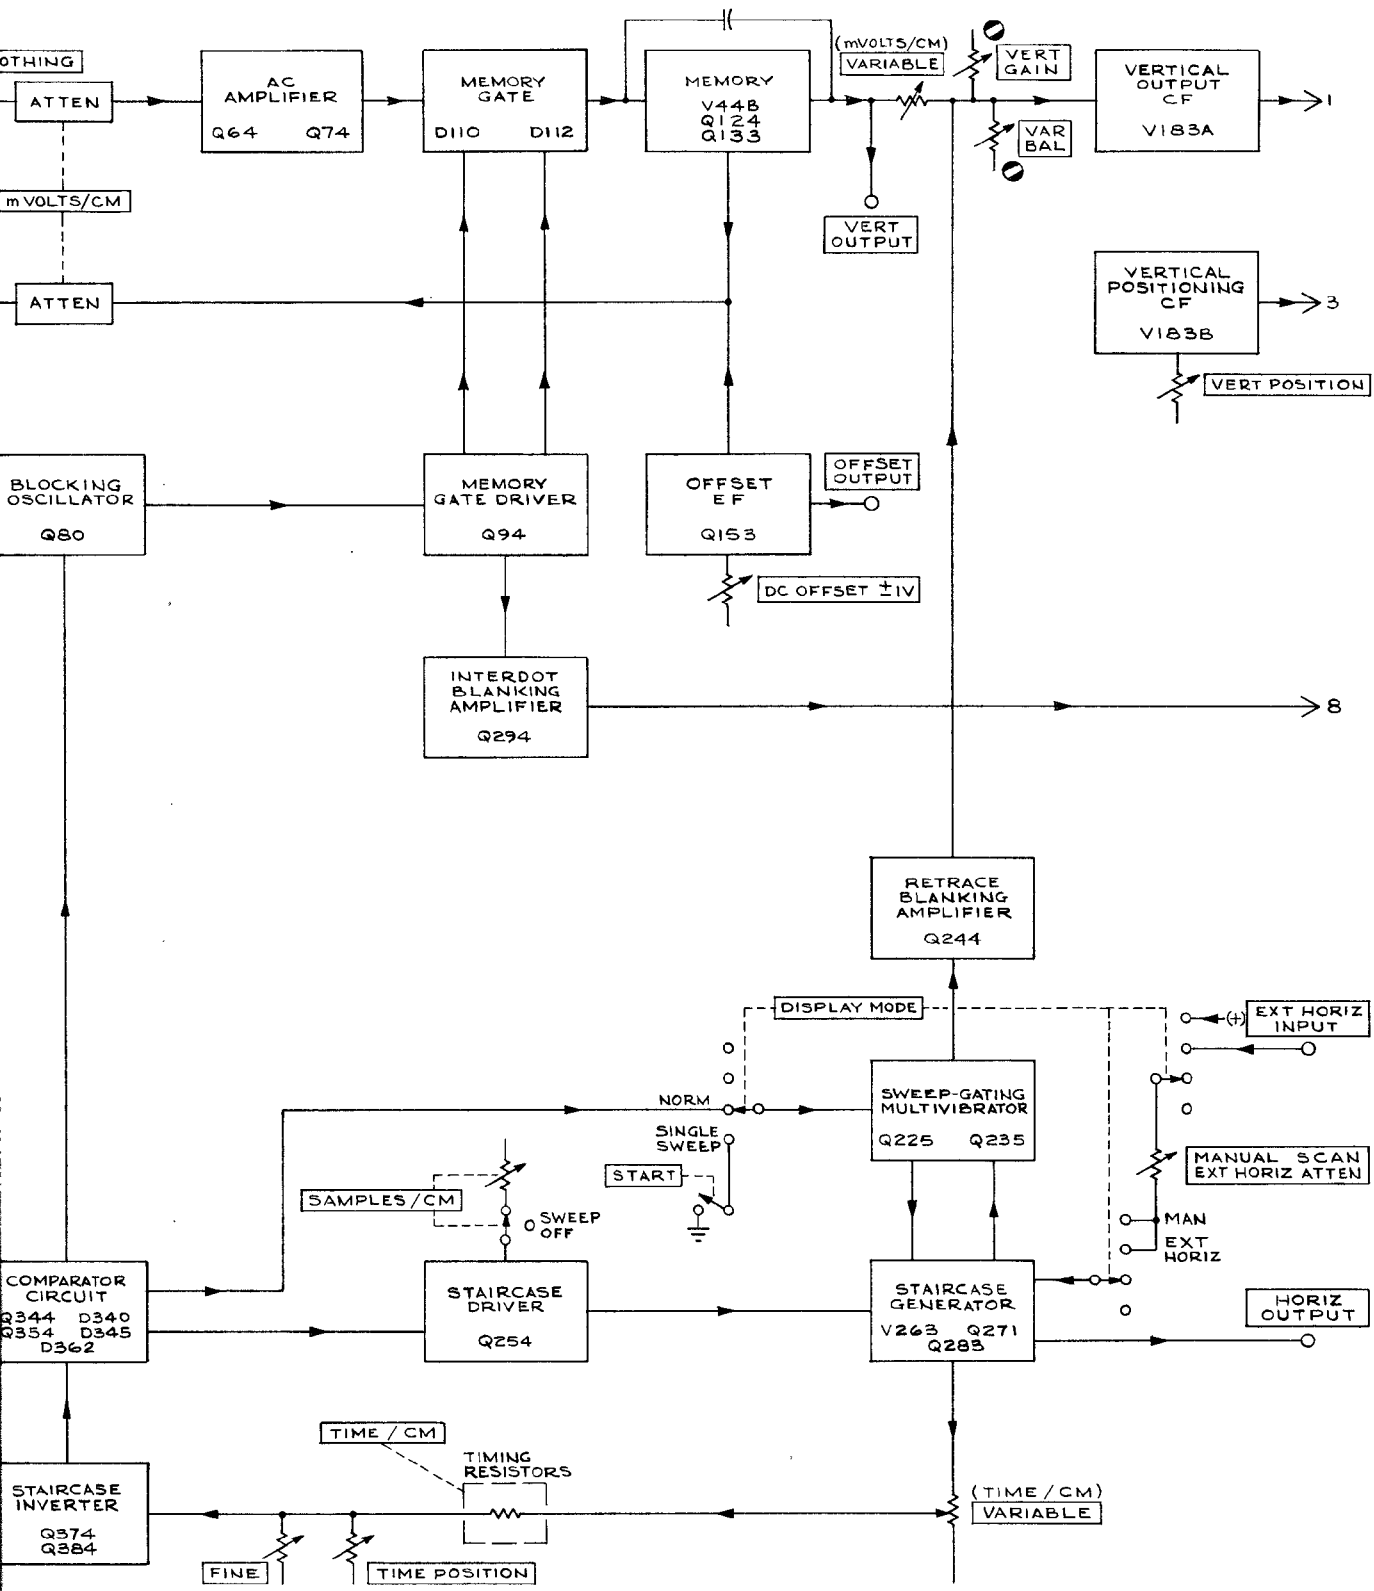 OTHING
ATTEN
mVOLTS/CM
ATTEN
AC
AMPLIFIER
Q64 Q74
MEMORY
GATE
D110 D112
MEMORY
V44B
Q124
Q133
(mVOLTS/CM)
VARIABLE
VERT
GAIN
VAR
BAL
VERT
OUTPUT
VERTICAL
OUTPUT
CF
V183A
1
VERTICAL
POSITIONING
CF
V183B
3
VERT POSITION
BLOCKING
OSCILLATOR
Q80
MEMORY
GATE DRIVER
Q94
OFFSET
EF
Q153
OFFSET
OUTPUT
DC OFFSET ±1V
INTERDOT
BLANKING
AMPLIFIER
Q294
8
RETRACE
BLANKING
AMPLIFIER
Q244
DISPLAY MODE
(+)
EXT HORIZ
INPUT
NORM
SINGLE
SWEEP
START
SWEEP-GATING
MULTIVIBRATOR
Q225 Q235
MANUAL SCAN
EXT HORIZ ATTEN
MAN
EXT
HORIZ
SAMPLES/CM
SWEEP
OFF
COMPARATOR
CIRCUIT
Q344 D340
Q354 D345
D362
STAIRCASE
DRIVER
Q254
STAIRCASE
GENERATOR
V263 Q271
Q283
HORIZ
OUTPUT
TIME / CM
TIMING
RESISTORS
STAIRCASE
INVERTER
Q374
Q384
FINE
TIME POSITION
(TIME/CM)
VARIABLE